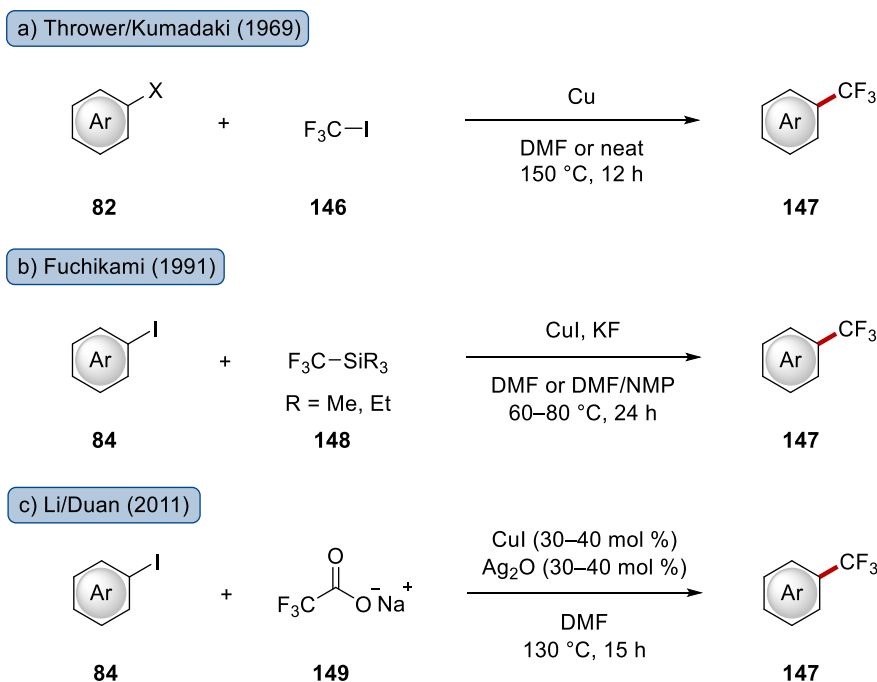 a) Thrower/Kumadaki (1969)
Ar X + F₃C–I Cu CF₃ Ar
DMF or neat
150 °C, 12 h
82 146 147
b) Fuchikami (1991)
Ar I + F₃C–SiR₃ CuI, KF CF₃ Ar
R = Me, Et DMF or DMF/NMP
60–80 °C, 24 h
84 148 147
c) Li/Duan (2011)
CuI (30–40 mol %)
Ag₂O (30–40 mol %)
Ar I + F₃C O O⁻ Na⁺ CF₃ Ar
DMF
130 °C, 15 h
84 149 147